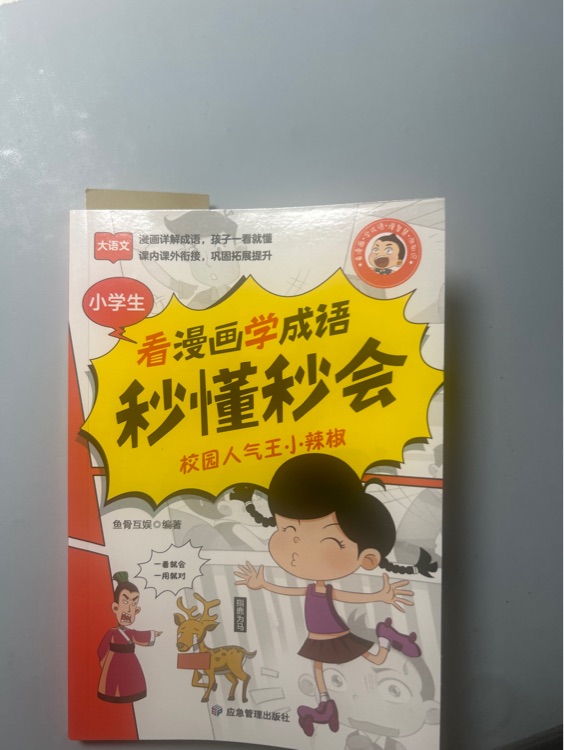 大语文
漫画详解成语，孩子一看就懂
课内课外衔接，巩固拓展提升
小学生
看漫画学成语
秒懂秒会
校园人气王小辣椒
鱼骨互娱◎编著
一看就会
一用就对
指鹿为马
应急管理出版社